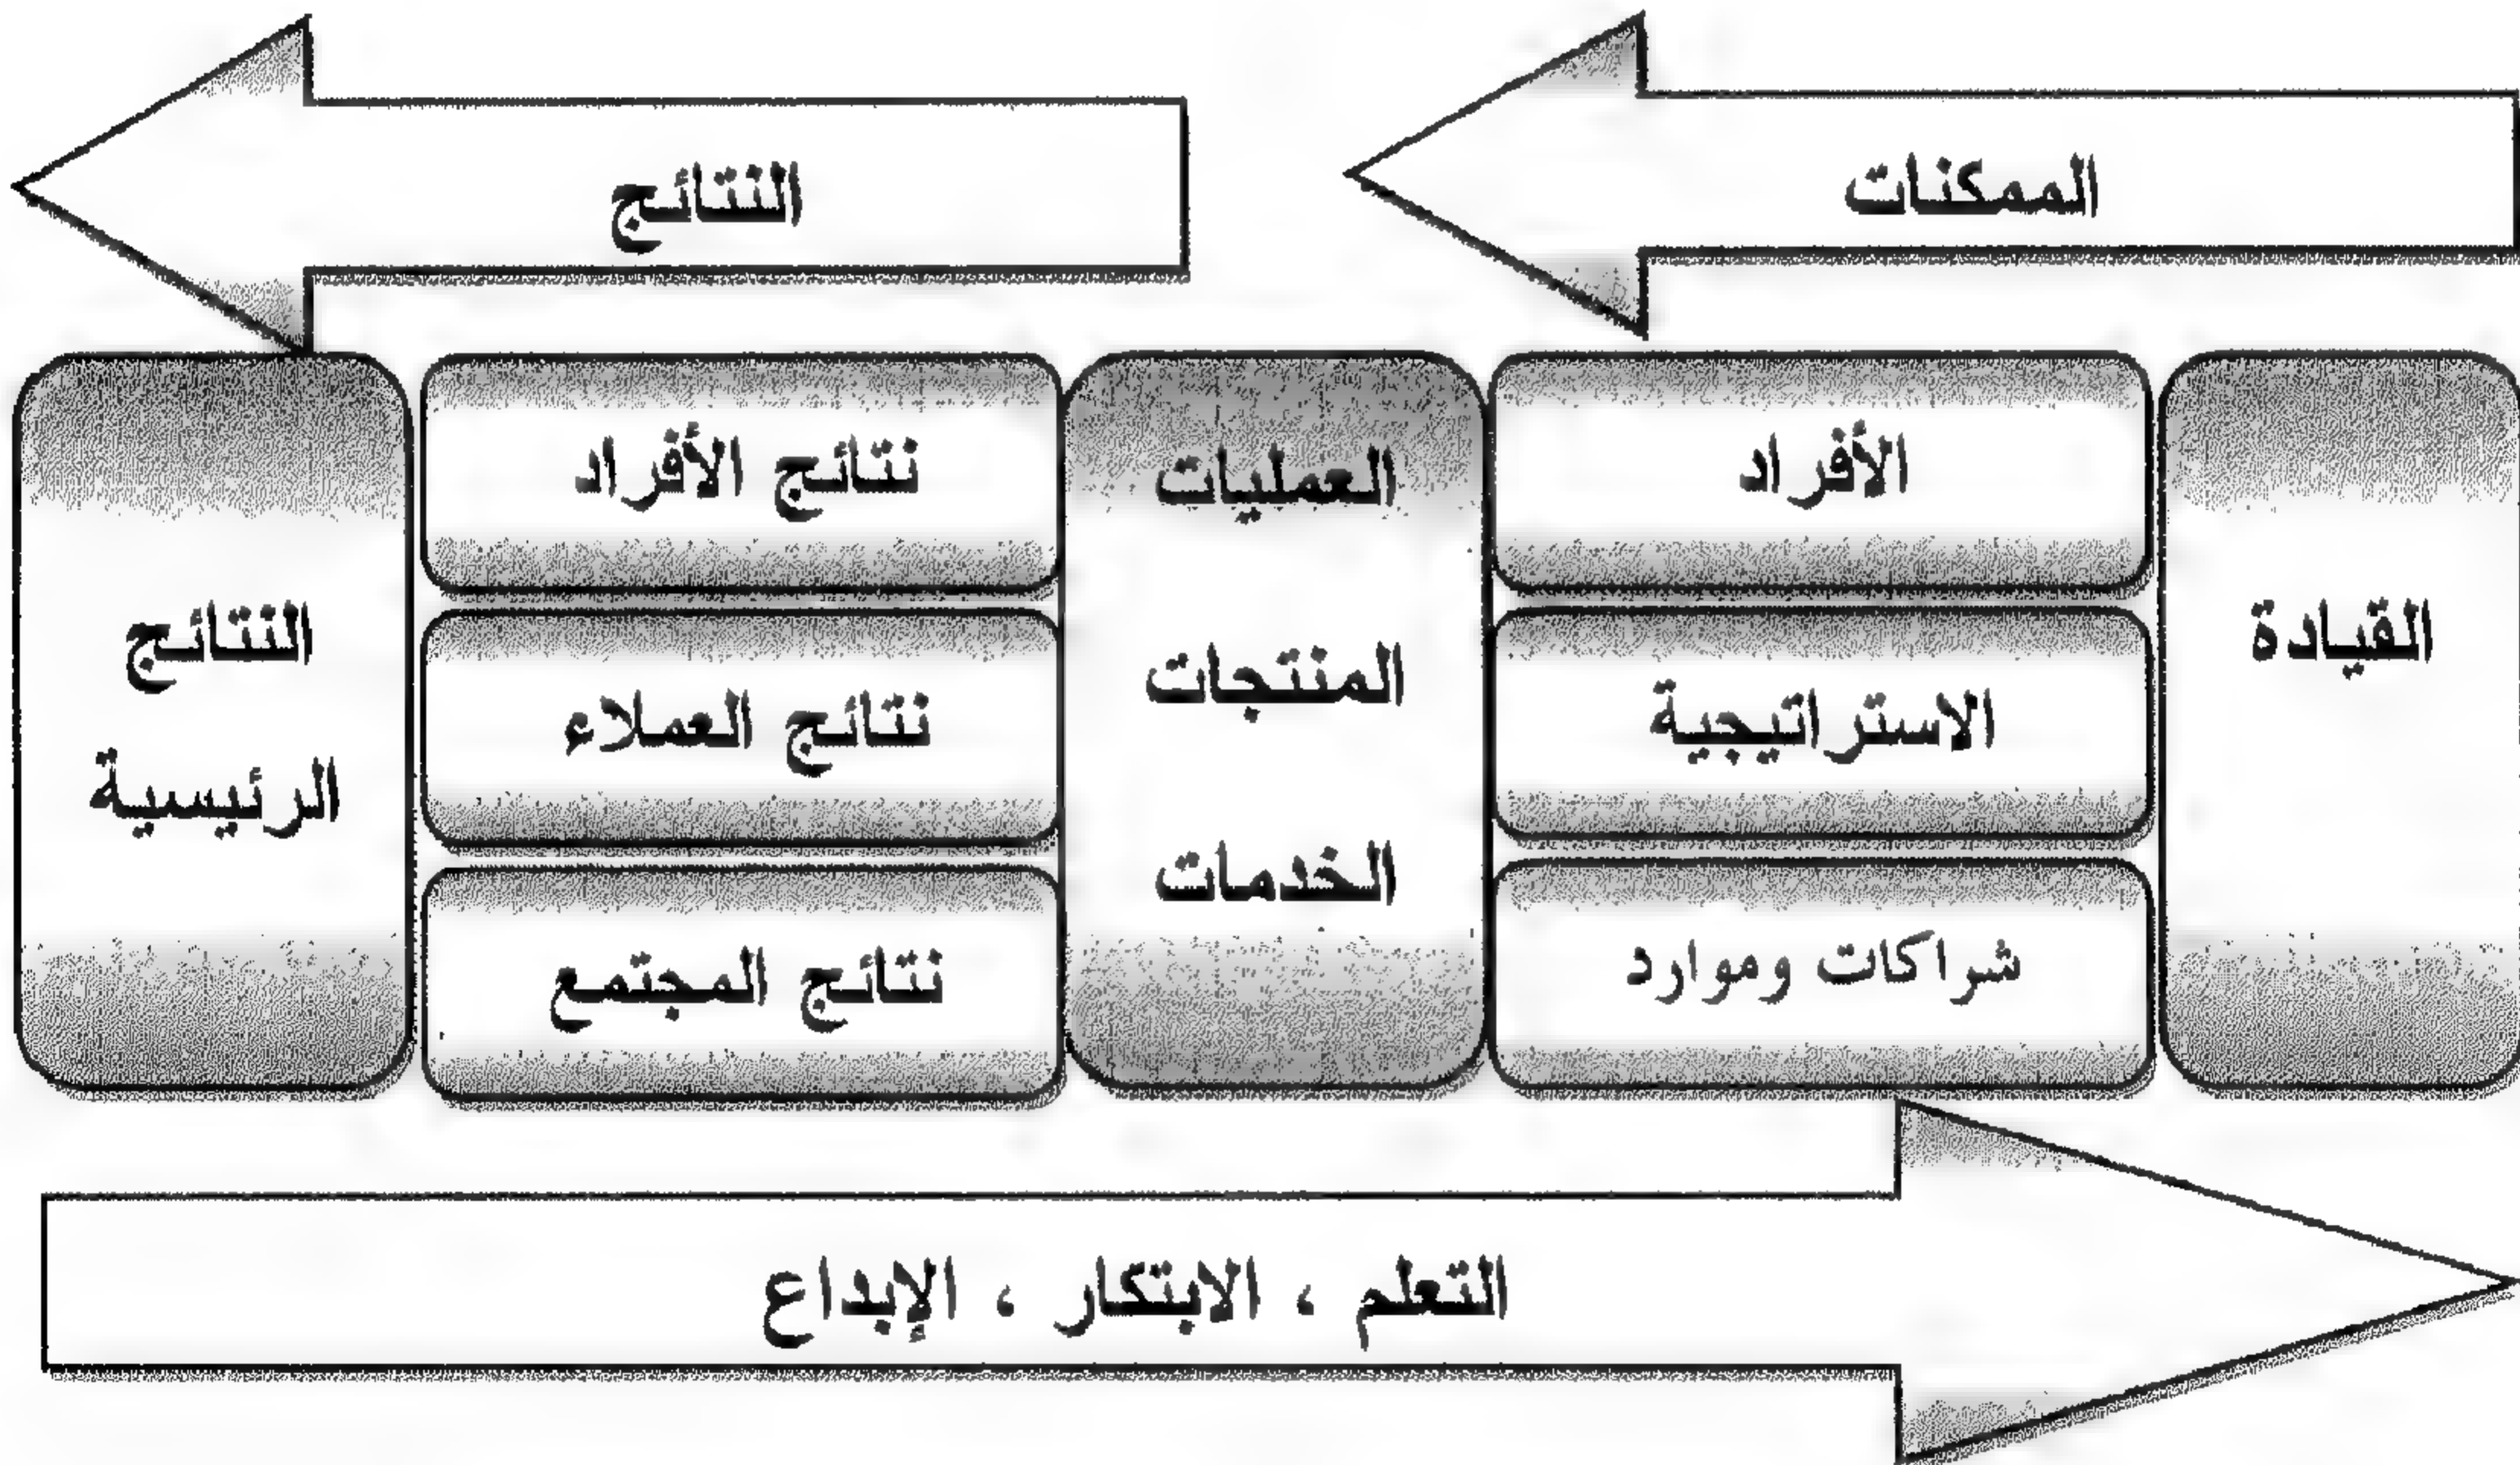 الممكنات
النتائج
القيادة
الأفراد
الاستراتيجية
شراكات وموارد
العمليات
المنتجات
الخدمات
نتائج الأفراد
نتائج العملاء
نتائج المجتمع
النتائج
الرئيسية
التعلم ، الابتكار ، الإبداع